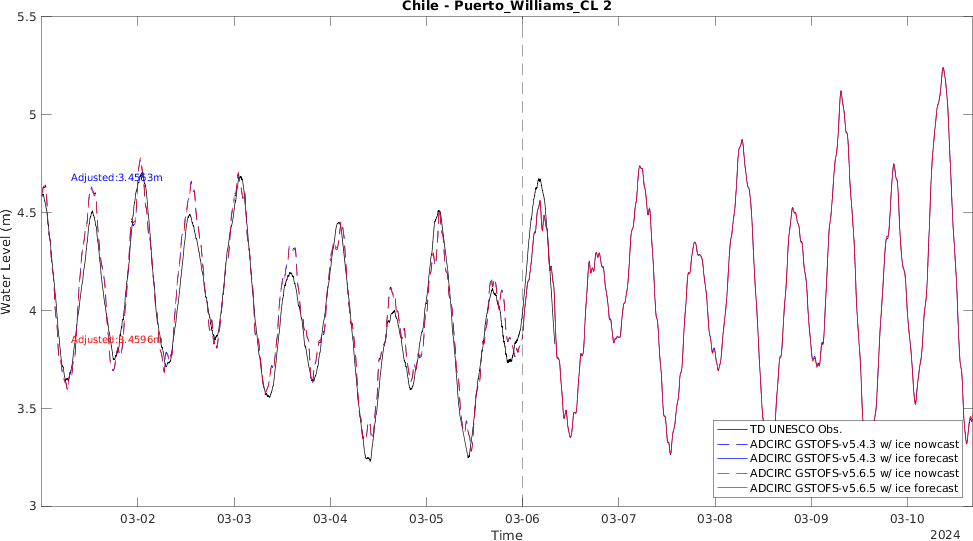 Chile - Puerto_Williams_CL 2
Water Level (m)
5.5
5
4.5
4
3.5
3
Adjusted:3.4563m
Adjusted:3.4596m
TD UNESCO Obs.
ADCIRC GSTOFS-v5.4.3 w/ ice nowcast
ADCIRC GSTOFS-v5.4.3 w/ ice forecast
ADCIRC GSTOFS-v5.6.5 w/ ice nowcast
ADCIRC GSTOFS-v5.6.5 w/ ice forecast
03-02 03-03 03-04 03-05 03-06 03-07 03-08 03-09 03-10
Time
2024